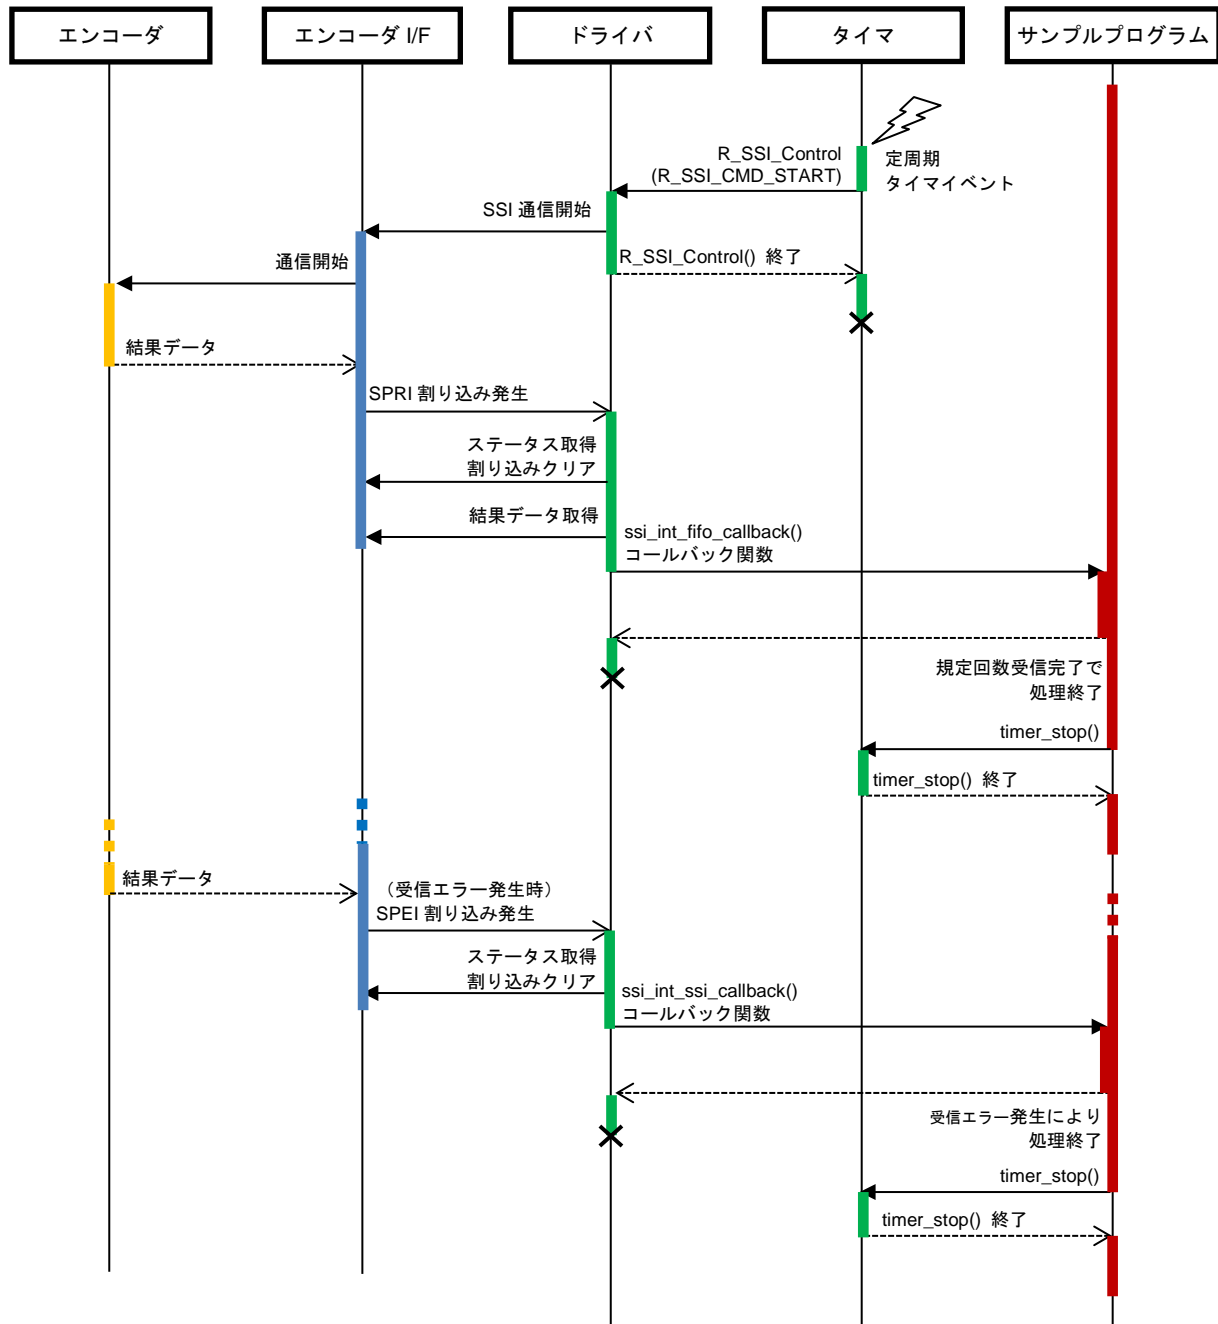 エンコーダ
エンコーダ I/F
ドライバ
タイマ
サンプルプログラム
R_SSI_Control
(R_SSI_CMD_START)
定周期
タイマイベント
SSI 通信開始
R_SSI_Control() 終了
通信開始
結果データ
SPRI 割り込み発生
ステータス取得
割り込みクリア
結果データ取得
ssi_int_fifo_callback()
コールバック関数
規定回数受信完了で
処理終了
timer_stop()
timer_stop() 終了
結果データ
（受信エラー発生時）
SPEI 割り込み発生
ステータス取得
割り込みクリア
ssi_int_ssi_callback()
コールバック関数
受信エラー発生により
処理終了
timer_stop()
timer_stop() 終了